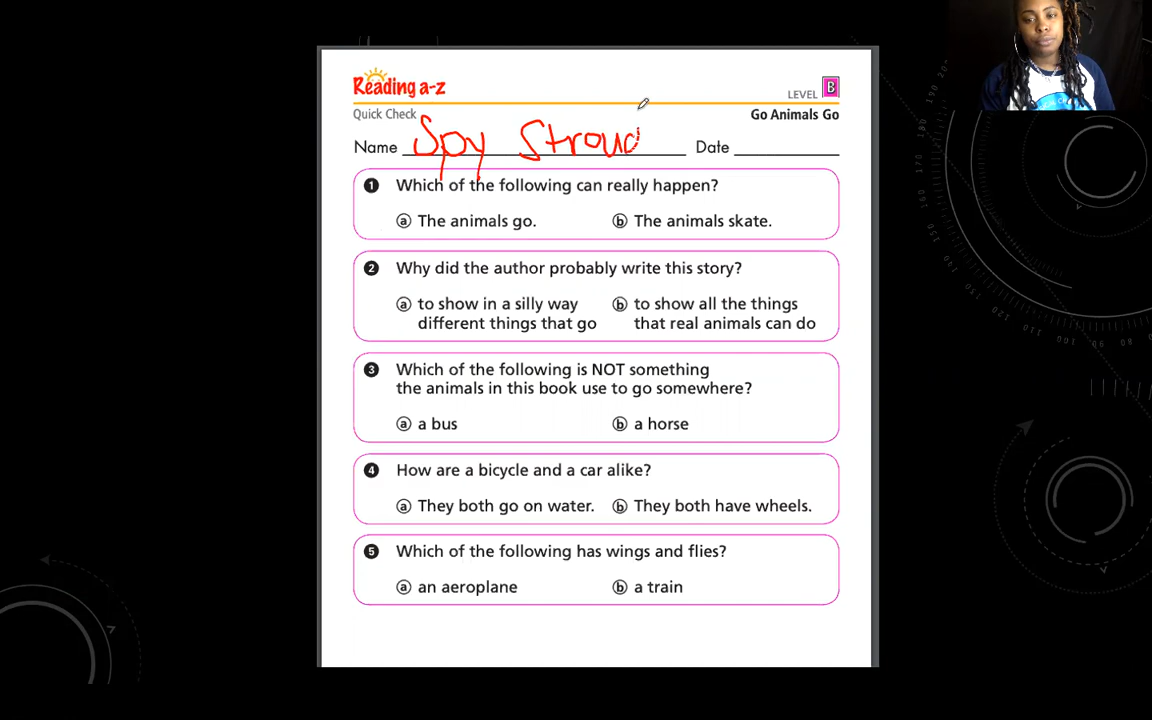 Reading a-z
LEVEL B
Quick Check
Go Animals Go
Name Spy Stroud Date
1 Which of the following can really happen?
a The animals go. b The animals skate.
2 Why did the author probably write this story?
a to show in a silly way different things that go
b to show all the things that real animals can do
3 Which of the following is NOT something
the animals in this book use to go somewhere?
a a bus b a horse
4 How are a bicycle and a car alike?
a They both go on water. b They both have wheels.
5 Which of the following has wings and flies?
a an aeroplane b a train